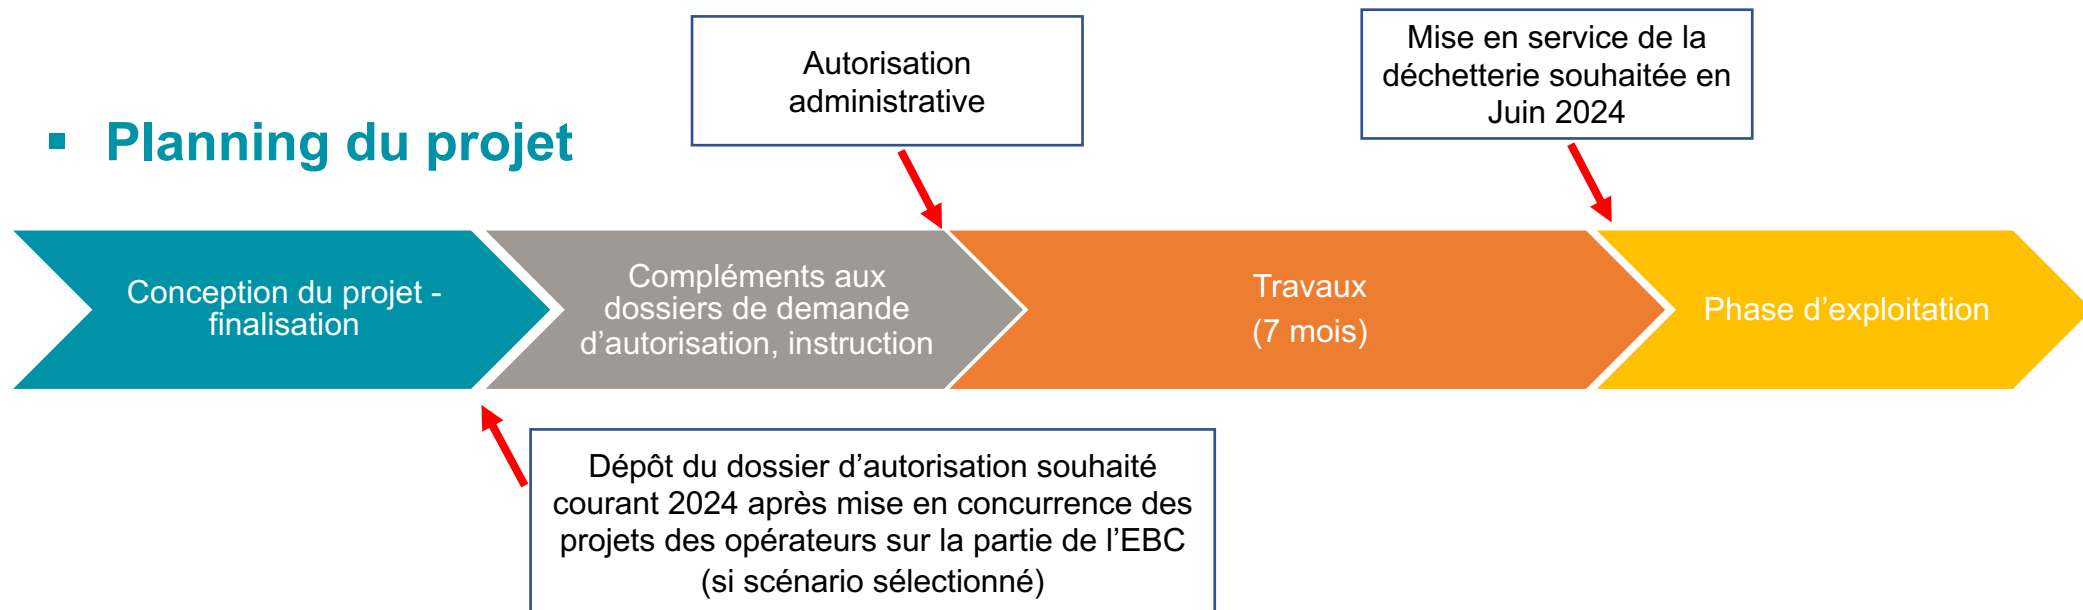 Autorisation
administrative
Mise en service de la
déchetterie souhaitée en
Juin 2024
▪ Planning du projet
Conception du projet -
finalisation
Compléments aux
dossiers de demande
d’autorisation, instruction
Travaux
(7 mois)
Phase d’exploitation
Dépôt du dossier d’autorisation souhaité
courant 2024 après mise en concurrence des
projets des opérateurs sur la partie de l’EBC
(si scénario sélectionné)